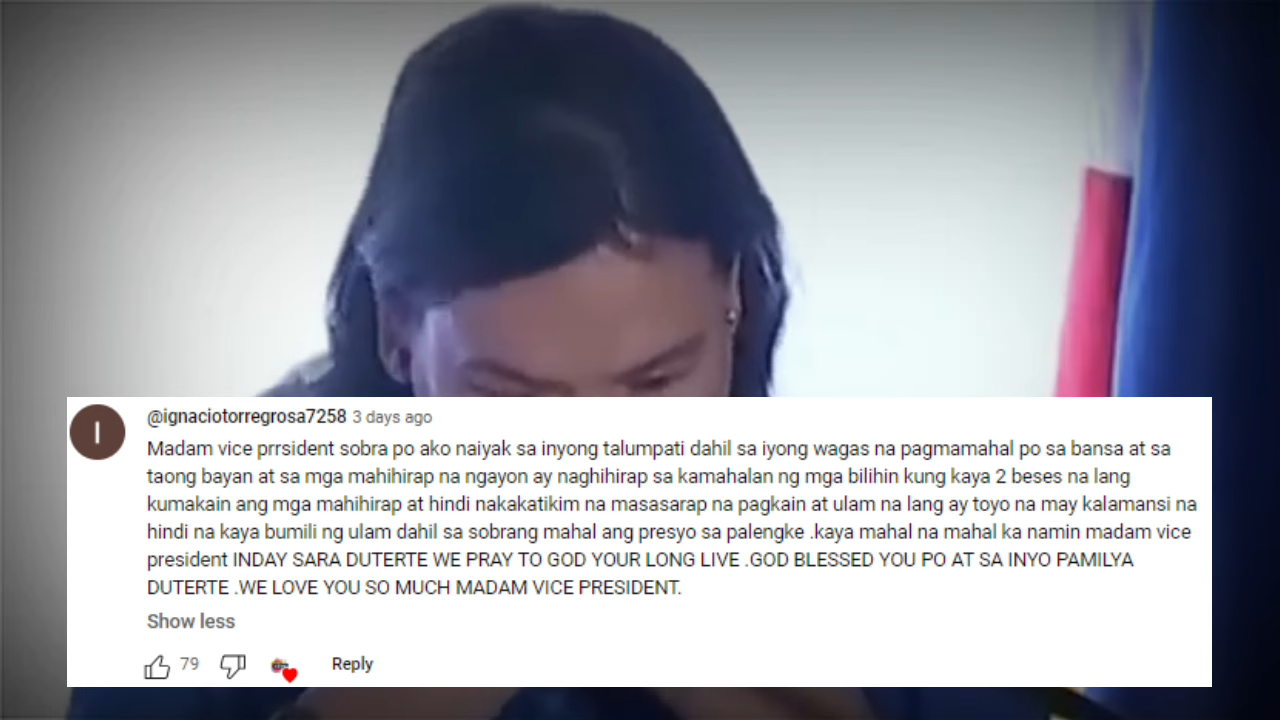 I
@ignaciotorregrosa7258 3 days ago
Madam vice prrsident sobra po ako naiyak sa inyong talumpati dahil sa iyong wagas na pagmamahal po sa bansa at sa
taong bayan at sa mga mahihirap na ngayon ay naghihirap sa kamahalan ng mga bilihin kung kaya 2 beses na lang
kumakain ang mga mahihirap at hindi nakakatikim na masasarap na pagkain at ulam na lang ay toyo na may kalamansi na
hindi na kaya bumili ng ulam dahil sa sobrang mahal ang presyo sa palengke .kaya mahal na mahal ka namin madam vice
president INDAY SARA DUTERTE WE PRAY TO GOD YOUR LONG LIVE .GOD BLESSED YOU PO AT SA INYO PAMILYA
DUTERTE .WE LOVE YOU SO MUCH MADAM VICE PRESIDENT.
Show less
79 Reply